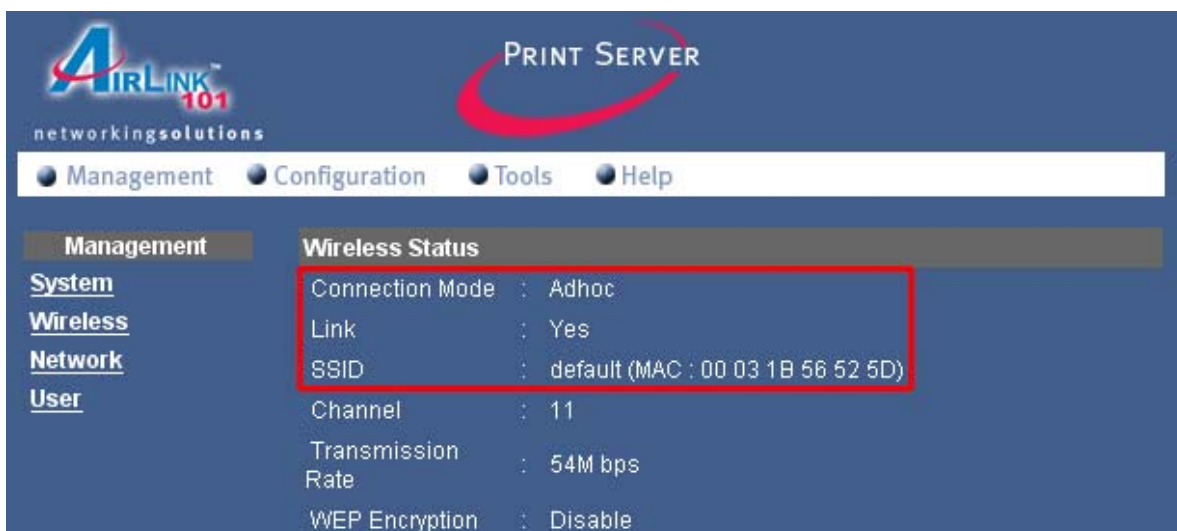 AIRLINK™
101
networkingsolutions
PRINT SERVER
Management Configuration Tools Help
Management
System
Wireless
Network
User
Wireless Status
Connection Mode : Adhoc
Link : Yes
SSID : default (MAC : 00 03 1B 56 52 5D)
Channel : 11
Transmission
Rate : 54M bps
WEP Encryption : Disable